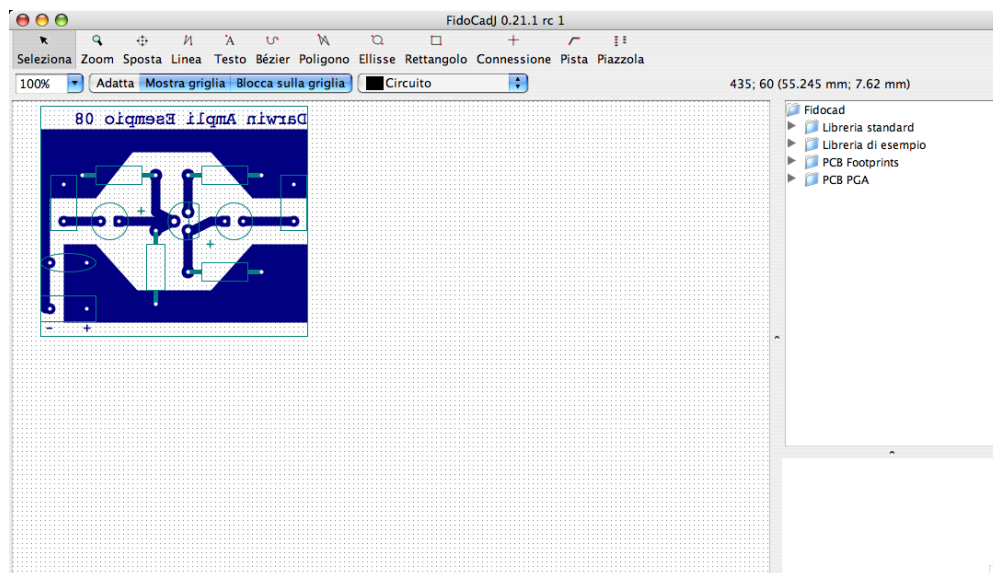 FidoCadJ 0.21.1 rc 1
Seleziona Zoom Sposta Linea Testo Bézier Poligono Ellisse Rettangolo Connessione Pista Piazzola
100% Adatta Mostra griglia Blocca sulla griglia Circuito 435; 60 (55.245 mm; 7.62 mm)
Fidocad
Libreria standard
Libreria di esempio
PCB Footprints
PCB PGA
Darwin Ampli Esempio 08
+
+
- +